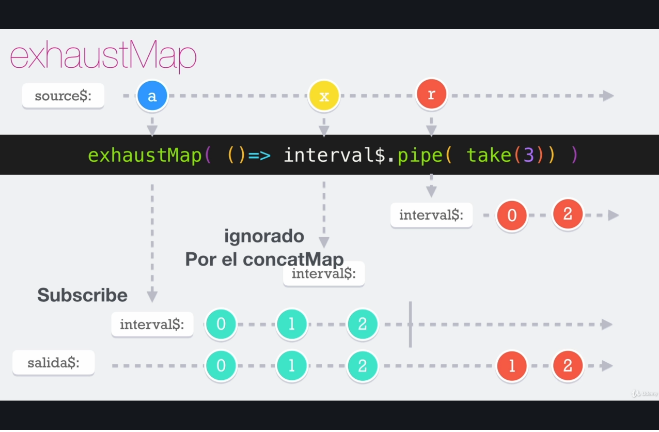 exhaustMap
source$:
a
x
r
exhaustMap( ()=> interval$.pipe( take(3)) )
interval$:
0
2
ignorado
Por el concatMap
interval$:
Subscribe
interval$:
0
1
2
salida$:
0
1
2
1
2